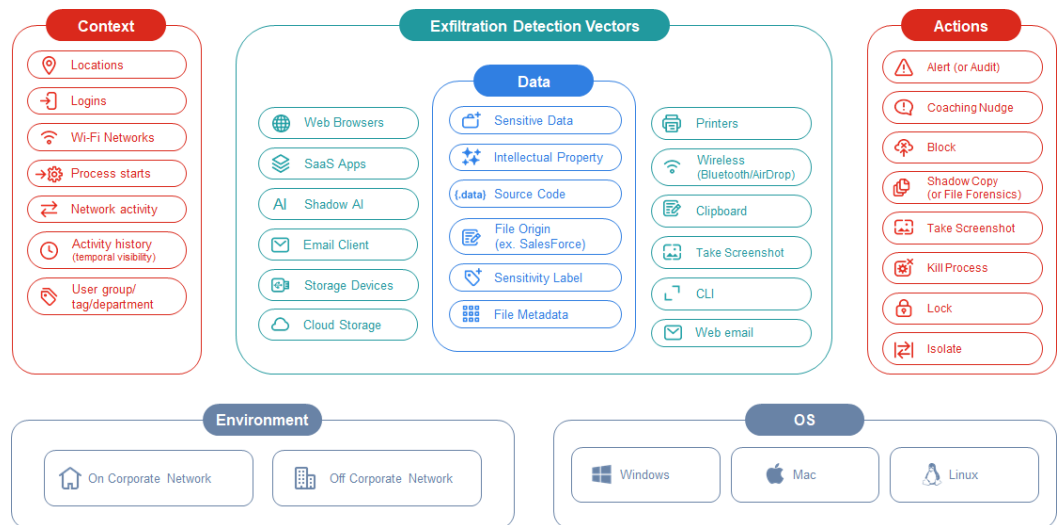 Context
Locations
Logins
Wi-Fi Networks
Process starts
Network activity
Activity history
(temporal visibility)
User group/
tag/department
Exfiltration Detection Vectors
Web Browsers
SaaS Apps
AI
Shadow AI
Email Client
Storage Devices
Cloud Storage
Data
Sensitive Data
Intellectual Property
{.data}
Source Code
File Origin
(ex. SalesForce)
Sensitivity Label
File Metadata
Printers
Wireless
(Bluetooth/AirDrop)
Clipboard
Take Screenshot
CLI
Web email
Actions
Alert (or Audit)
Coaching Nudge
Block
Shadow Copy
(or File Forensics)
Take Screenshot
Kill Process
Lock
Isolate
Environment
On Corporate Network
Off Corporate Network
OS
Windows
Mac
Linux